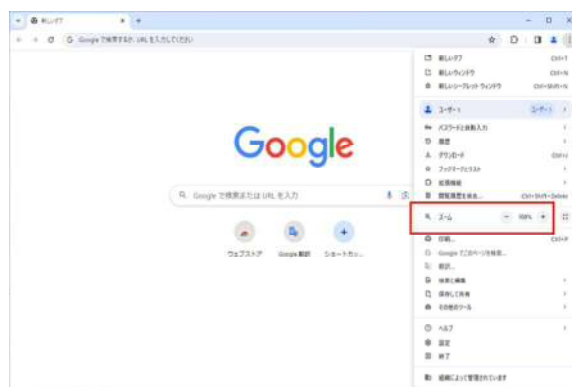 新しいタブ
Google で検索するか、URL を入力してください
新しいタブ Ctrl+T
新しいウィンドウ Ctrl+N
新しいシークレット ウィンドウ Ctrl+Shift+N
ユーザー 1 ユーザー 1
パスワードと自動入力
履歴
ダウンロード Ctrl+J
ブックマークとリスト
拡張機能
閲覧履歴を消去... Ctrl+Shift+Delete
ズーム - 100% +
印刷... Ctrl+P
Google でこのページを検索...
翻訳...
検索と編集
保存して共有
その他のツール
ヘルプ
設定
終了
組織によって管理されています
Google
Google で検索または URL を入力
ウェブストア
Google 翻訳
ショートカッ...